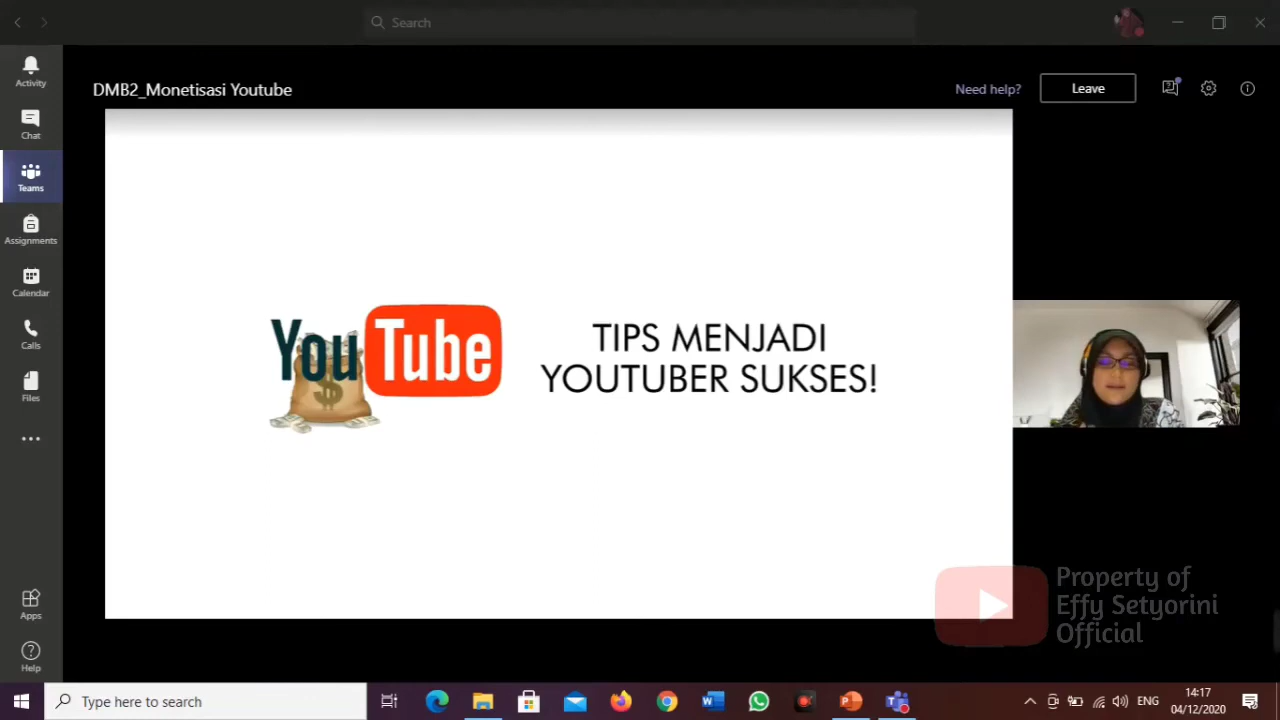 Search
Activity
Chat
Teams
Assignments
Calendar
Calls
Files
Apps
Help
DMB2_Monetisasi Youtube
Need help?
Leave
YouTube
$
TIPS MENJADI
YOUTUBER SUKSES!
Property of
Effy Setyorini
Official
Type here to search
ENG
14:17
04/12/2020